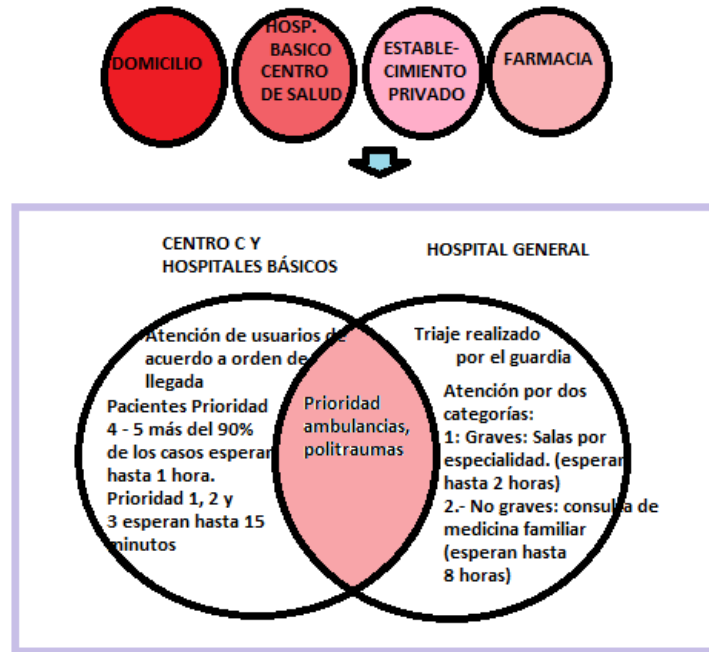 DOMICILIO
HOSP.
BASICO
CENTRO
DE SALUD
ESTABLE-
CIMIENTO
PRIVADO
FARMACIA
CENTRO C Y
HOSPITALES BÁSICOS
HOSPITAL GENERAL
Atención de usuarios de
acuerdo a orden de
llegada
Pacientes Prioridad
4 - 5 más del 90%
de los casos esperan
hasta 1 hora.
Prioridad 1, 2 y
3 esperan hasta 15
minutos
Prioridad
ambulancias,
politraumas
Triaje realizado
por el guardia
Atención por dos
categorías:
1: Graves: Salas por
especialidad. (esperan
hasta 2 horas)
2.- No graves: consulta de
medicina familiar
(esperan hasta
8 horas)